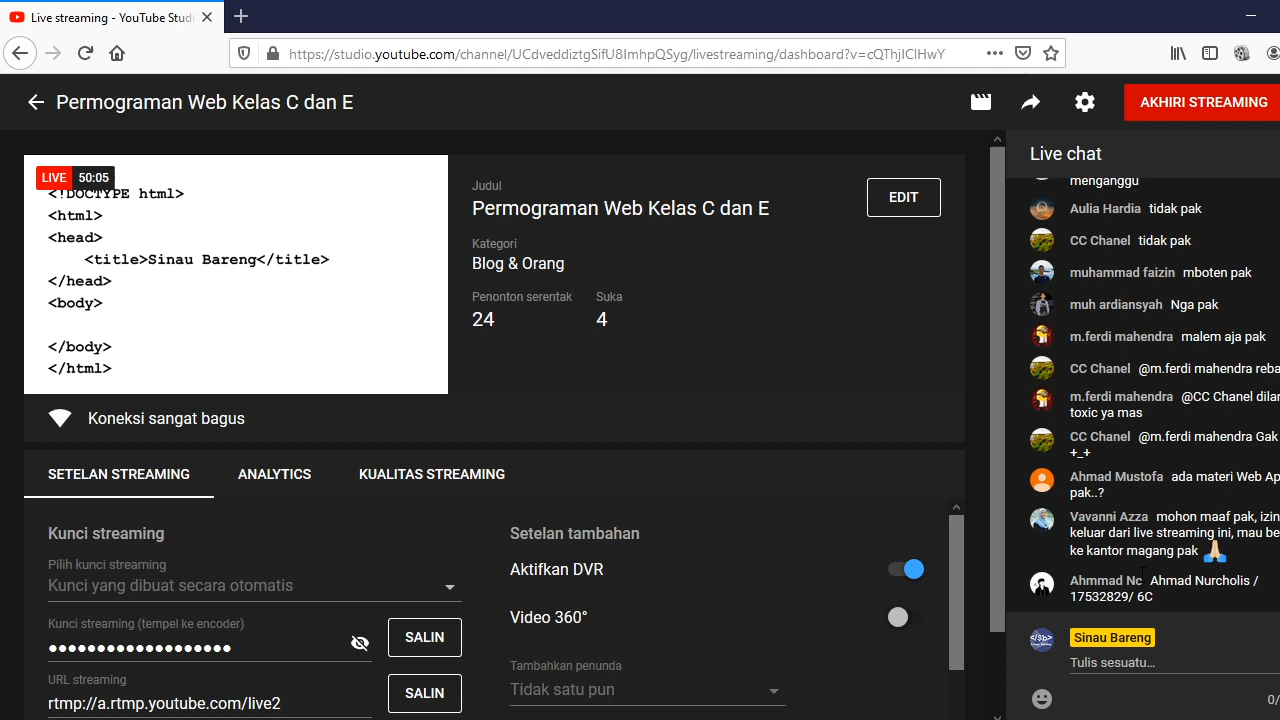 Live streaming - YouTube Studi
https://studio.youtube.com/channel/UCdveddiztgSifU8ImhpQSyg/livestreaming/dashboard?v=cQThjIClHwY
Permograman Web Kelas C dan E
AKHIRI STREAMING
LIVE 50:05
<!DOCTYPE html>
<html>
<head>
<title>Sinau Bareng</title>
</head>
<body>
</body>
</html>
Judul
Permograman Web Kelas C dan E
EDIT
Kategori
Blog & Orang
Penonton serentak Suka
24 4
Koneksi sangat bagus
SETELAN STREAMING ANALYTICS KUALITAS STREAMING
Kunci streaming
Pilih kunci streaming
Kunci yang dibuat secara otomatis
Kunci streaming (tempel ke encoder)
SALIN
URL streaming
rtmp://a.rtmp.youtube.com/live2
SALIN
Setelan tambahan
Aktifkan DVR
Video 360°
Tambahkan penunda
Tidak satu pun
Live chat
menganggu
Aulia Hardia tidak pak
CC Chanel tidak pak
muhammad faizin mboten pak
muh ardiansyah Nga pak
m.ferdi mahendra malem aja pak
CC Chanel @m.ferdi mahendra reba
m.ferdi mahendra @CC Chanel dilar
toxic ya mas
CC Chanel @m.ferdi mahendra Gak
+_+
Ahmad Mustofa ada materi Web Ap
pak..?
Vavanni Azza mohon maaf pak, izin
keluar dari live streaming ini, mau be
ke kantor magang pak
Ahmmad Nc Ahmad Nurcholis /
17532829/ 6C
Sinau Bareng
Tulis sesuatu...
0/